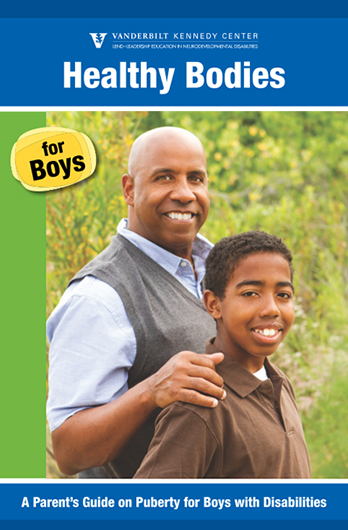 VANDERBILT KENNEDY CENTER
LEND-LEADERSHIP EDUCATION IN NEURODEVELOPMENTAL DISABILITIES
Healthy Bodies
for
Boys
A Parent's Guide on Puberty for Boys with Disabilities